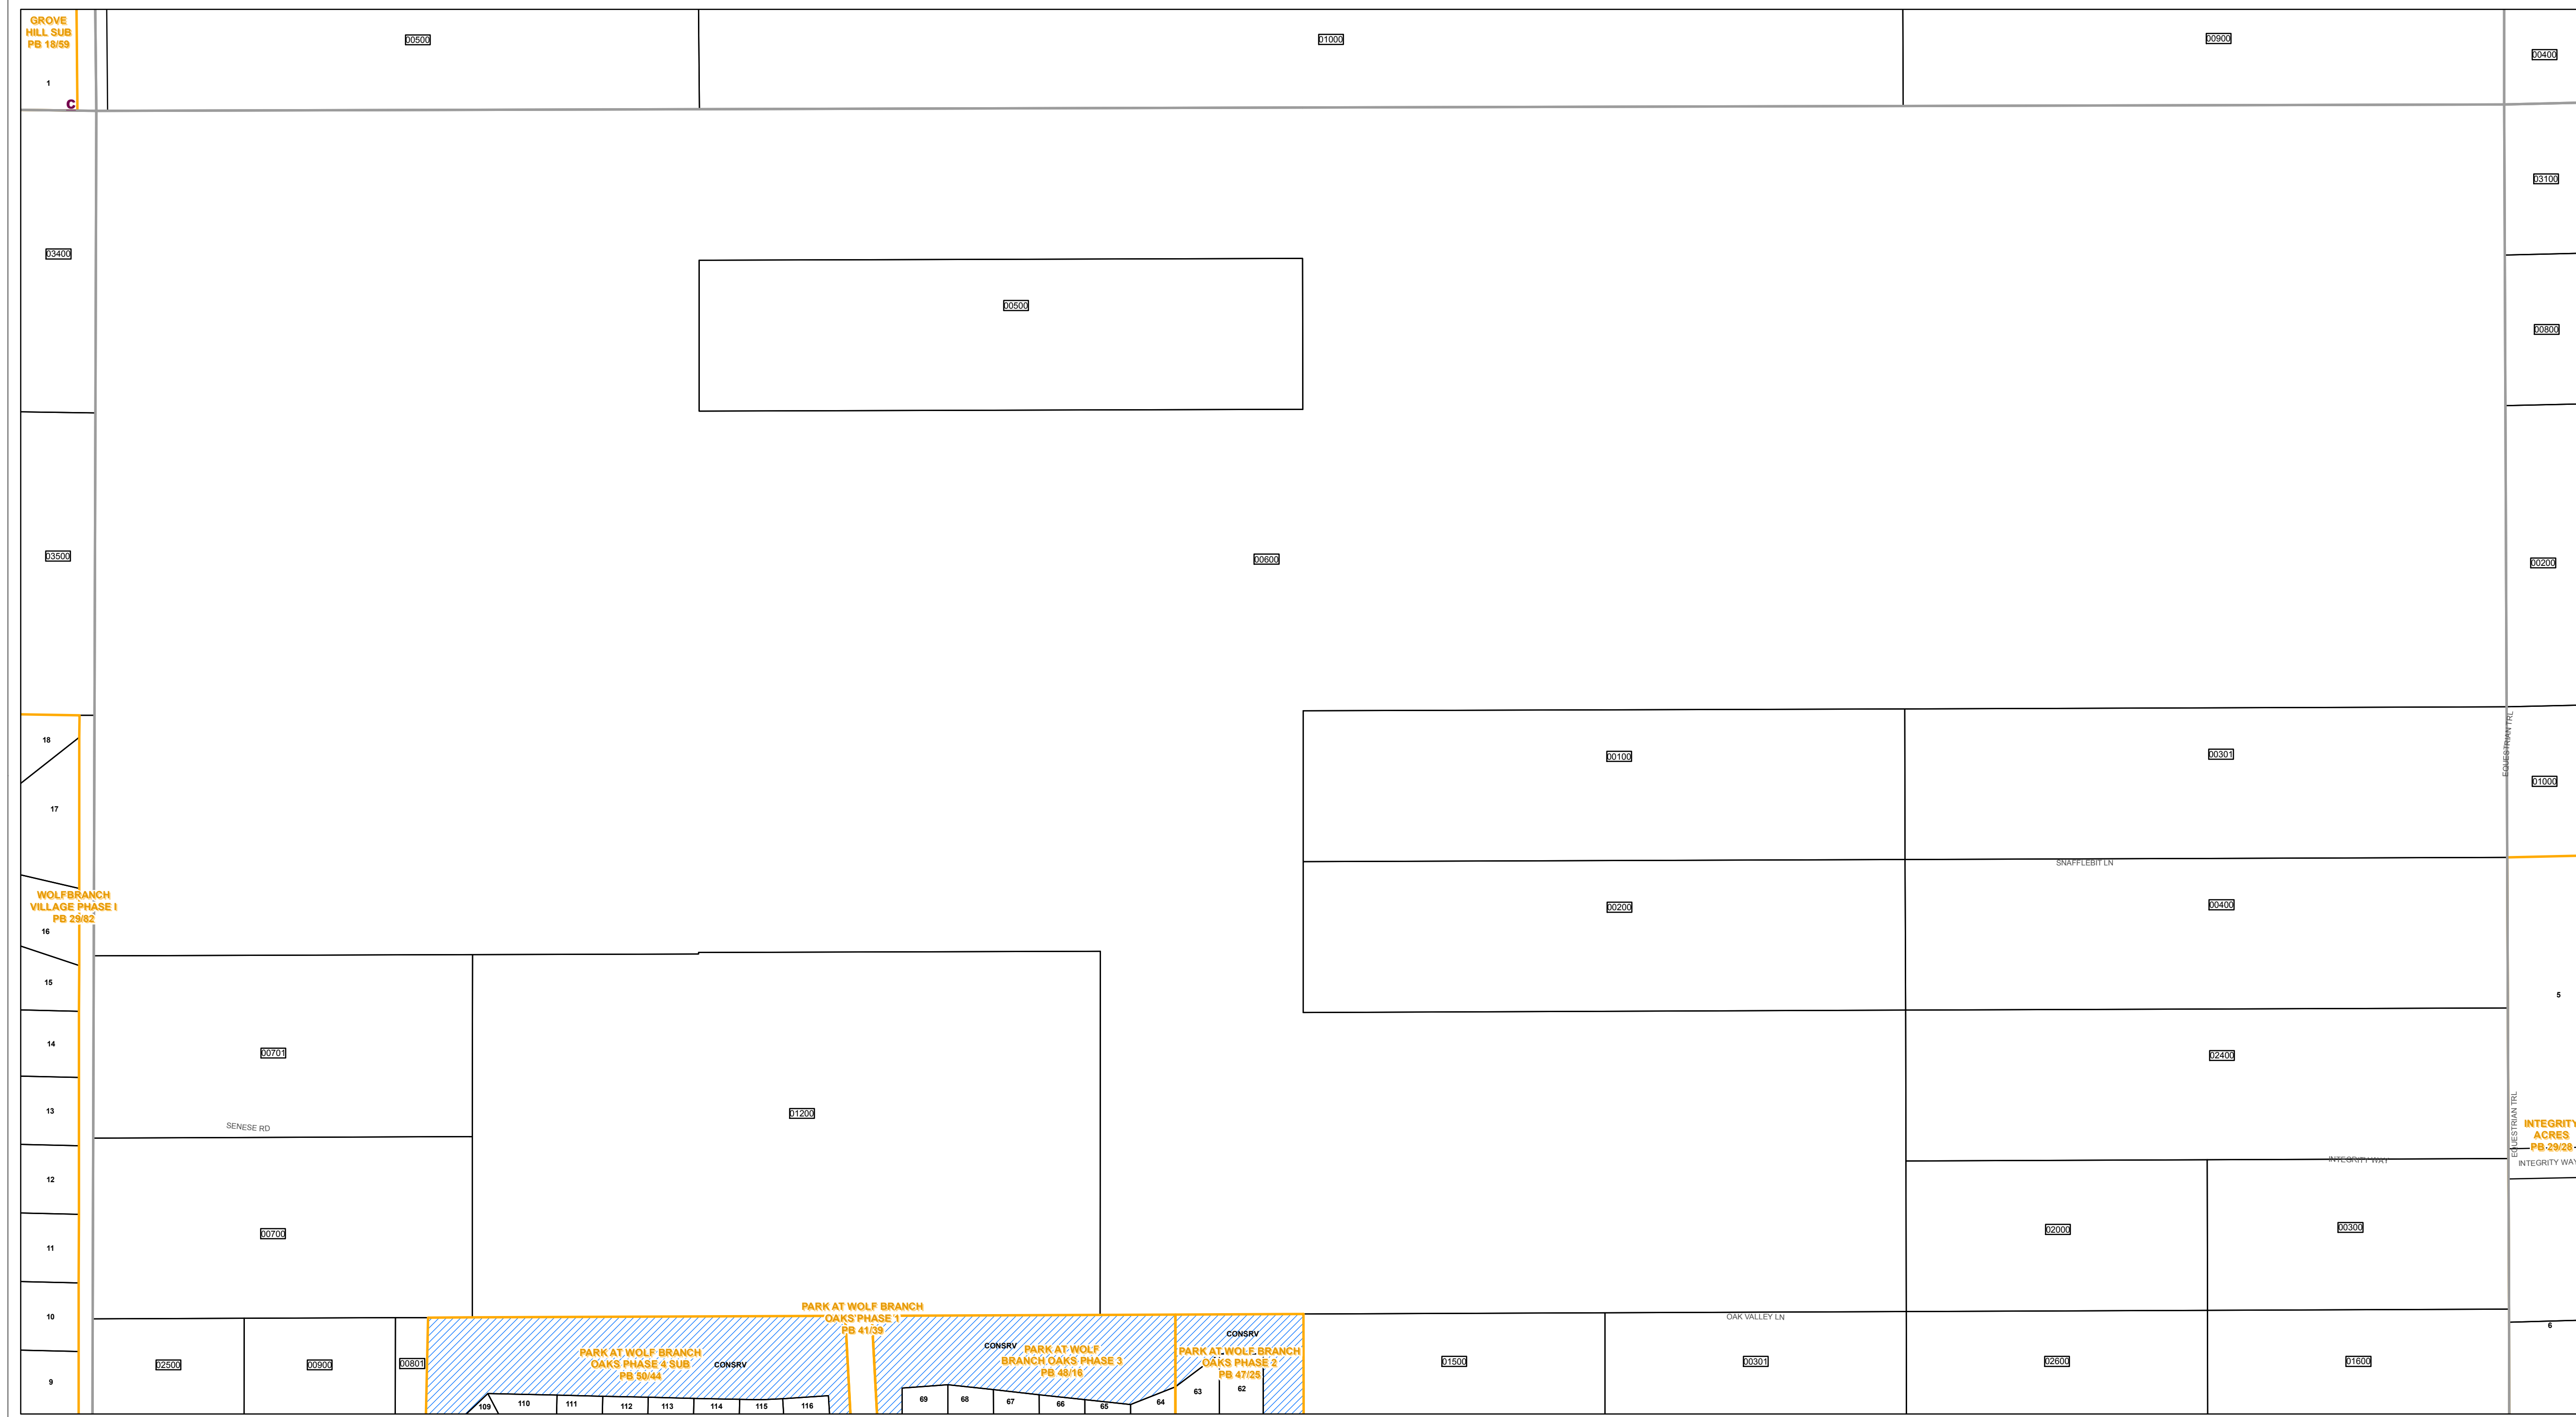 GROVE
HILL SUB
PB 18/59
1
C
00500
01000
00900
00400
03400
03100
00500
00800
03500
00600
00200
18
17
00100
00301
EQUESTRIAN TRL
01000
SNAFFLEBIT LN
WOLFBRANCH
VILLAGE PHASE I
PB 29/82
16
00200
00400
15
5
14
00701
02400
13
SENESE RD
01200
EQUESTRIAN TRL
INTEGRITY
ACRES
PB 29/28
INTEGRITY WAY
INTEGRITY WAY
12
00700
02000
00300
11
10
PARK AT WOLF BRANCH
OAKS PHASE 1
PB 41/39
OAK VALLEY LN
6
02500
00900
00801
PARK AT WOLF BRANCH
OAKS PHASE 4 SUB
PB 50/44
CONSRV
CONSRV
PARK AT WOLF
BRANCH OAKS PHASE 3
PB 48/16
CONSRV
PARK AT WOLF BRANCH
OAKS PHASE 2
PB 47/25
01500
00301
02600
01600
9
109
110
111
112
113
114
115
116
69
68
67
66
65
64
63
62